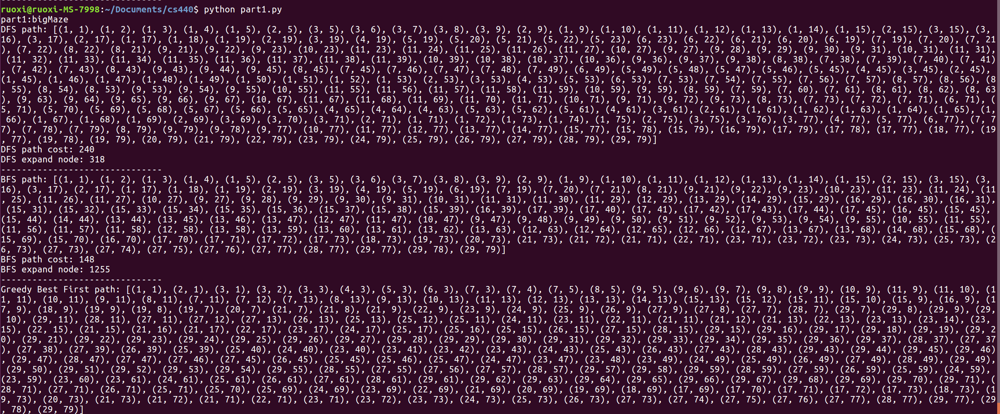 -------------------------------
ruoxi@ruoxi-MS-7998:~/Documents/cs440$ python part1.py
part1:bigMaze
DFS path: [(1, 1), (1, 2), (1, 3), (1, 4), (1, 5), (2, 5), (3, 5), (3, 6), (3, 7), (3, 8), (3, 9), (2, 9), (1, 9), (1, 10), (1, 11), (1, 12), (1, 13), (1, 14), (1, 15), (2, 15), (3, 15), (3,
16), (3, 17), (2, 17), (1, 17), (1, 18), (1, 19), (2, 19), (3, 19), (4, 19), (5, 19), (5, 20), (5, 21), (5, 22), (5, 23), (6, 23), (6, 22), (6, 21), (6, 20), (6, 19), (7, 19), (7, 20), (7, 21
), (7, 22), (8, 22), (8, 21), (9, 21), (9, 22), (9, 23), (10, 23), (11, 23), (11, 24), (11, 25), (11, 26), (11, 27), (10, 27), (9, 27), (9, 28), (9, 29), (9, 30), (9, 31), (10, 31), (11, 31),
 (11, 32), (11, 33), (11, 34), (11, 35), (11, 36), (11, 37), (11, 38), (11, 39), (10, 39), (10, 38), (10, 37), (10, 36), (9, 36), (9, 37), (9, 38), (8, 38), (7, 38), (7, 39), (7, 40), (7, 41)
, (7, 42), (7, 43), (8, 43), (9, 43), (9, 44), (9, 45), (8, 45), (7, 45), (7, 46), (7, 47), (7, 48), (7, 49), (6, 49), (5, 49), (5, 48), (5, 47), (5, 46), (5, 45), (4, 45), (3, 45), (2, 45),
(1, 45), (1, 46), (1, 47), (1, 48), (1, 49), (1, 50), (1, 51), (1, 52), (1, 53), (2, 53), (3, 53), (4, 53), (5, 53), (6, 53), (7, 53), (7, 54), (7, 55), (7, 56), (7, 57), (8, 57), (8, 56), (8
, 55), (8, 54), (8, 53), (9, 53), (9, 54), (9, 55), (10, 55), (11, 55), (11, 56), (11, 57), (11, 58), (11, 59), (10, 59), (9, 59), (8, 59), (7, 59), (7, 60), (7, 61), (8, 61), (8, 62), (8, 63
), (9, 63), (9, 64), (9, 65), (9, 66), (9, 67), (10, 67), (11, 67), (11, 68), (11, 69), (11, 70), (11, 71), (10, 71), (9, 71), (9, 72), (9, 73), (8, 73), (7, 73), (7, 72), (7, 71), (6, 71), (
5, 71), (5, 70), (5, 69), (5, 68), (5, 67), (5, 66), (5, 65), (4, 65), (4, 64), (4, 63), (5, 63), (5, 62), (5, 61), (4, 61), (3, 61), (2, 61), (1, 61), (1, 62), (1, 63), (1, 64), (1, 65), (1,
 66), (1, 67), (1, 68), (1, 69), (2, 69), (3, 69), (3, 70), (3, 71), (2, 71), (1, 71), (1, 72), (1, 73), (1, 74), (1, 75), (2, 75), (3, 75), (3, 76), (3, 77), (4, 77), (5, 77), (6, 77), (7, 7
7), (7, 78), (7, 79), (8, 79), (9, 79), (9, 78), (9, 77), (10, 77), (11, 77), (12, 77), (13, 77), (14, 77), (15, 77), (15, 78), (15, 79), (16, 79), (17, 79), (17, 78), (17, 77), (18, 77), (19
, 77), (19, 78), (19, 79), (20, 79), (21, 79), (22, 79), (23, 79), (24, 79), (25, 79), (26, 79), (27, 79), (28, 79), (29, 79)]
DFS path cost: 240
DFS expand node: 318
-------------------------------
BFS path: [(1, 1), (1, 2), (1, 3), (1, 4), (1, 5), (2, 5), (3, 5), (3, 6), (3, 7), (3, 8), (3, 9), (2, 9), (1, 9), (1, 10), (1, 11), (1, 12), (1, 13), (1, 14), (1, 15), (2, 15), (3, 15), (3,
16), (3, 17), (2, 17), (1, 17), (1, 18), (1, 19), (2, 19), (3, 19), (4, 19), (5, 19), (6, 19), (7, 19), (7, 20), (7, 21), (8, 21), (9, 21), (9, 22), (9, 23), (10, 23), (11, 23), (11, 24), (11
, 25), (11, 26), (11, 27), (10, 27), (9, 27), (9, 28), (9, 29), (9, 30), (9, 31), (10, 31), (11, 31), (11, 30), (11, 29), (12, 29), (13, 29), (14, 29), (15, 29), (16, 29), (16, 30), (16, 31),
 (15, 31), (15, 32), (15, 33), (15, 34), (15, 35), (15, 36), (15, 37), (15, 38), (15, 39), (16, 39), (17, 39), (17, 40), (17, 41), (17, 42), (17, 43), (17, 44), (17, 45), (16, 45), (15, 45),
(15, 44), (14, 44), (13, 44), (13, 45), (13, 46), (13, 47), (12, 47), (11, 47), (10, 47), (9, 47), (9, 48), (9, 49), (9, 50), (9, 51), (9, 52), (9, 53), (9, 54), (9, 55), (10, 55), (11, 55),
(11, 56), (11, 57), (11, 58), (12, 58), (13, 58), (13, 59), (13, 60), (13, 61), (13, 62), (13, 63), (12, 63), (12, 64), (12, 65), (12, 66), (12, 67), (13, 67), (13, 68), (14, 68), (15, 68), (
15, 69), (15, 70), (16, 70), (17, 70), (17, 71), (17, 72), (17, 73), (18, 73), (19, 73), (20, 73), (21, 73), (21, 72), (21, 71), (22, 71), (23, 71), (23, 72), (23, 73), (24, 73), (25, 73), (2
6, 73), (27, 73), (27, 74), (27, 75), (27, 76), (27, 77), (28, 77), (29, 77), (29, 78), (29, 79)]
BFS path cost: 148
BFS expand node: 1255
-------------------------------
Greedy Best First path: [(1, 1), (2, 1), (3, 1), (3, 2), (3, 3), (4, 3), (5, 3), (6, 3), (7, 3), (7, 4), (7, 5), (8, 5), (9, 5), (9, 6), (9, 7), (9, 8), (9, 9), (10, 9), (11, 9), (11, 10), (1
1, 11), (10, 11), (9, 11), (8, 11), (7, 11), (7, 12), (7, 13), (8, 13), (9, 13), (10, 13), (11, 13), (12, 13), (13, 13), (14, 13), (15, 13), (15, 12), (15, 11), (15, 10), (15, 9), (16, 9), (1
7, 9), (18, 9), (19, 9), (19, 8), (19, 7), (20, 7), (21, 7), (21, 8), (21, 9), (22, 9), (23, 9), (24, 9), (25, 9), (26, 9), (27, 9), (27, 8), (27, 7), (28, 7), (29, 7), (29, 8), (29, 9), (29,
 10), (29, 11), (28, 11), (27, 11), (27, 12), (27, 13), (26, 13), (25, 13), (25, 12), (25, 11), (24, 11), (23, 11), (22, 11), (21, 11), (21, 12), (21, 13), (22, 13), (23, 13), (23, 14), (23,
15), (22, 15), (21, 15), (21, 16), (21, 17), (22, 17), (23, 17), (24, 17), (25, 17), (25, 16), (25, 15), (26, 15), (27, 15), (28, 15), (29, 15), (29, 16), (29, 17), (29, 18), (29, 19), (29, 2
0), (29, 21), (29, 22), (29, 23), (29, 24), (29, 25), (29, 26), (29, 27), (29, 28), (29, 29), (29, 30), (29, 31), (29, 32), (29, 33), (29, 34), (29, 35), (29, 36), (29, 37), (28, 37), (27, 37
), (27, 38), (27, 39), (26, 39), (25, 39), (25, 40), (24, 40), (23, 40), (23, 41), (23, 42), (23, 43), (24, 43), (25, 43), (26, 43), (27, 43), (28, 43), (29, 43), (29, 44), (29, 45), (29, 46)
, (29, 47), (28, 47), (27, 47), (27, 46), (27, 45), (26, 45), (25, 45), (25, 46), (25, 47), (24, 47), (23, 47), (23, 48), (23, 49), (24, 49), (25, 49), (26, 49), (27, 49), (28, 49), (29, 49),
 (29, 50), (29, 51), (29, 52), (29, 53), (29, 54), (29, 55), (28, 55), (27, 55), (27, 56), (27, 57), (28, 57), (29, 57), (29, 58), (29, 59), (28, 59), (27, 59), (26, 59), (25, 59), (24, 59),
(23, 59), (23, 60), (23, 61), (24, 61), (25, 61), (26, 61), (27, 61), (28, 61), (29, 61), (29, 62), (29, 63), (29, 64), (29, 65), (29, 66), (29, 67), (29, 68), (29, 69), (29, 70), (29, 71), (
28, 71), (27, 71), (26, 71), (25, 71), (25, 70), (25, 69), (24, 69), (23, 69), (22, 69), (21, 69), (20, 69), (19, 69), (18, 69), (17, 69), (17, 70), (17, 71), (17, 72), (17, 73), (18, 73), (1
9, 73), (20, 73), (21, 73), (21, 72), (21, 71), (22, 71), (23, 71), (23, 72), (23, 73), (24, 73), (25, 73), (26, 73), (27, 73), (27, 74), (27, 75), (27, 76), (27, 77), (28, 77), (29, 77), (29
, 78), (29, 79)]